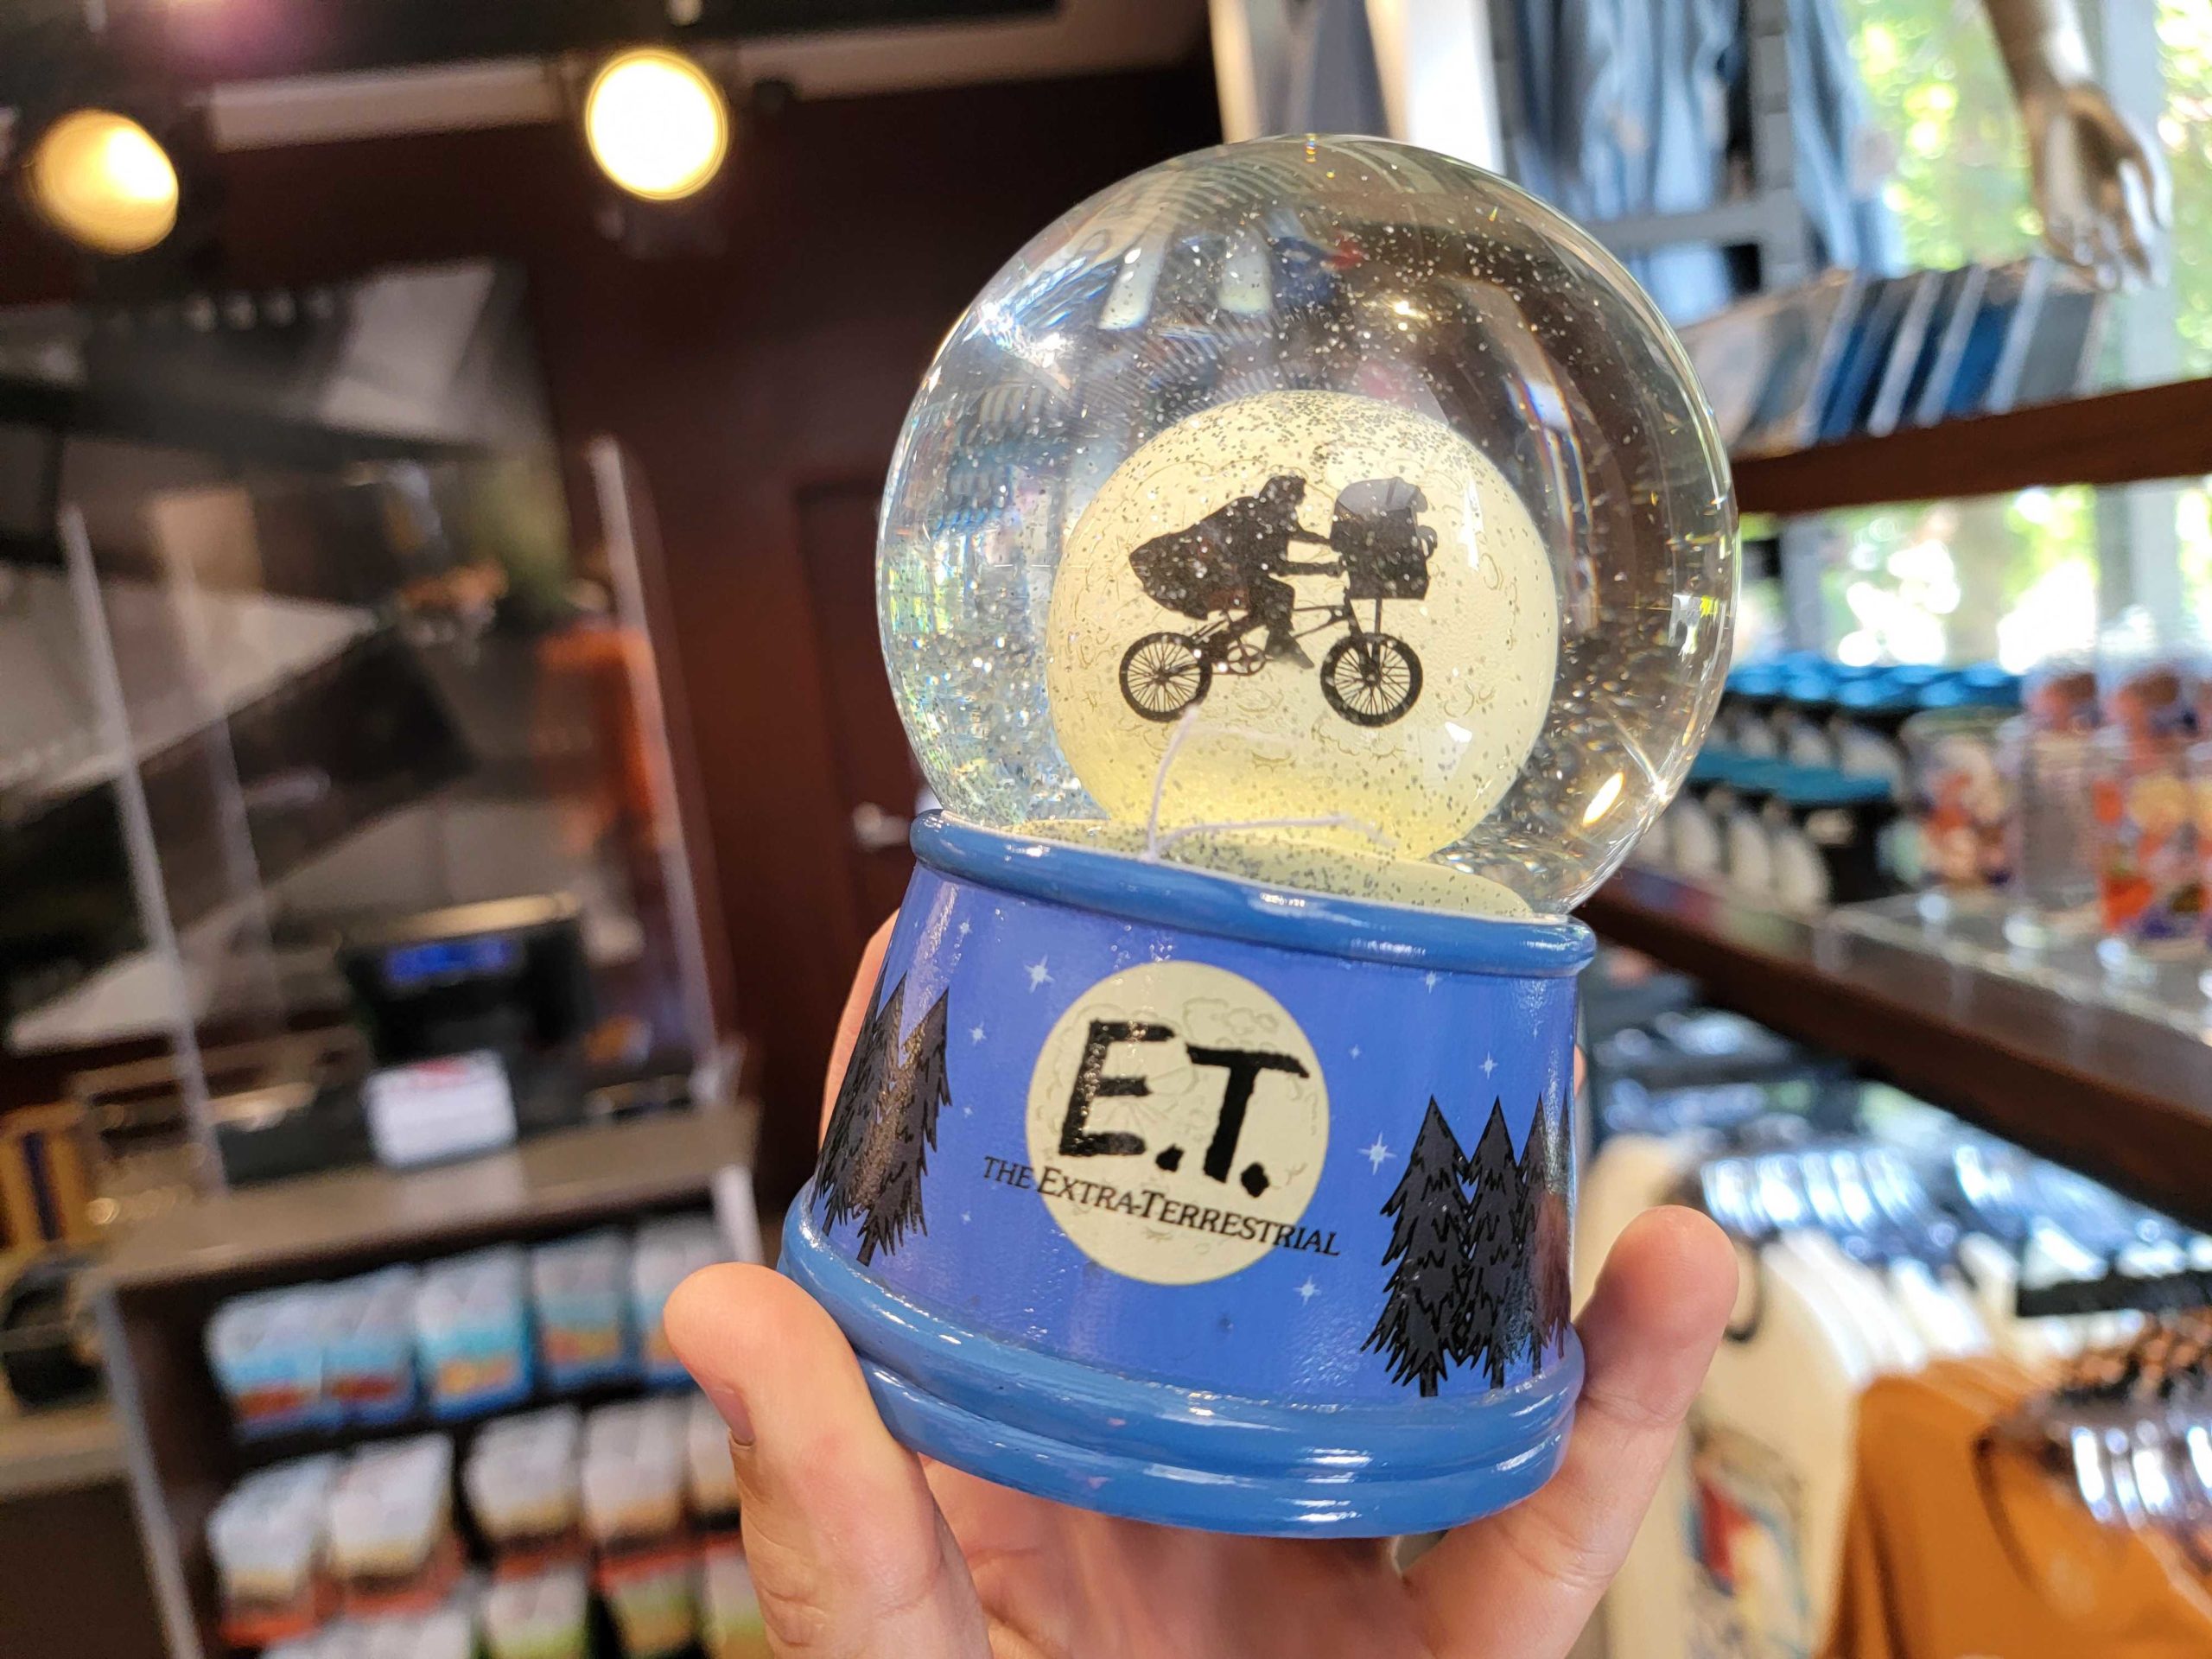 E.T.
THE EXTRA-TERRESTRIAL